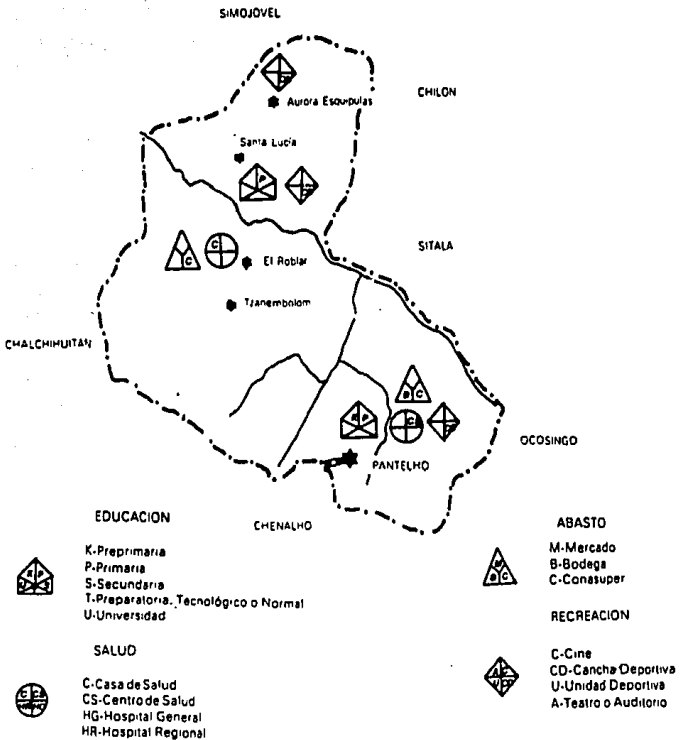 SIMOJOVEL
CHILON
Aurora Esquipulas
Santa Lucía
P
SITALA
C
C
El Roblar
Tzanembolom
CHALCHIHUITAN
B C
K P
OCOSINGO
PANTELHO
CHENALHO
EDUCACION
K-Preprimaria
P-Primaria
S-Secundaria
T-Preparatoria, Tecnológico o Normal
U-Universidad
K P
SALUD
C-Casa de Salud
CS-Centro de Salud
HG-Hospital General
HR-Hospital Regional
ABASTO
M-Mercado
B-Bodega
C-Conasuper
M
B C
RECREACION
C-Cine
CD-Cancha Deportiva
U-Unidad Deportiva
A-Teatro o Auditorio
A C
U CD